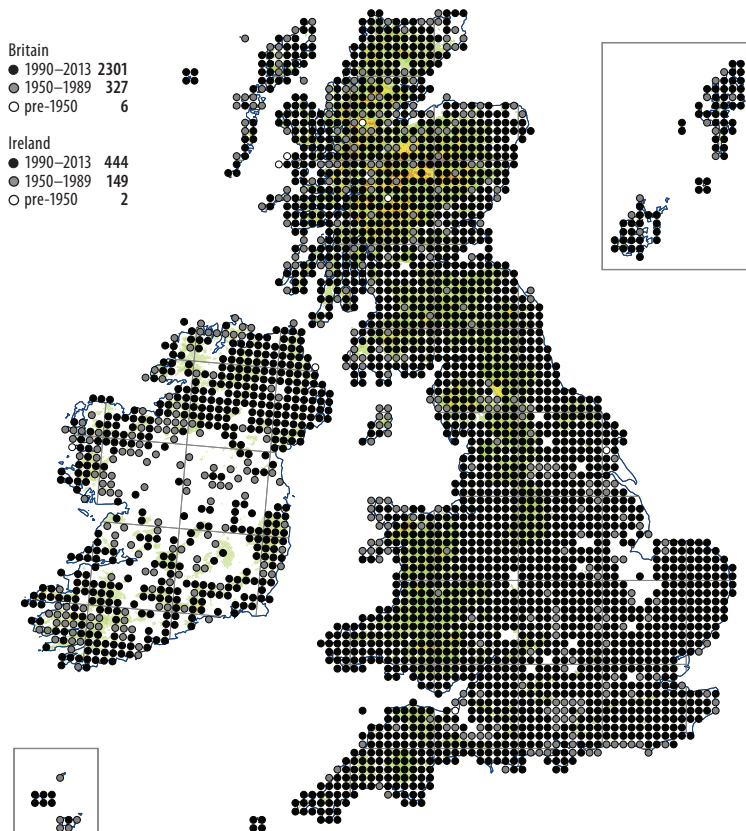 Britain
1990–2013 2301
1950–1989 327
pre-1950 6
Ireland
1990–2013 444
1950–1989 149
pre-1950 2